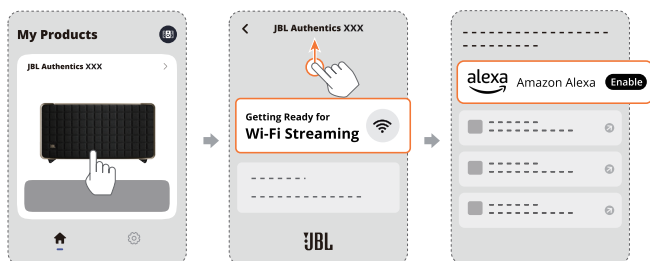 My Products
JBL Authentics XXX
JBL
JBL Authentics XXX
Getting Ready for
Wi-Fi Streaming
JBL
alexa Amazon Alexa Enable